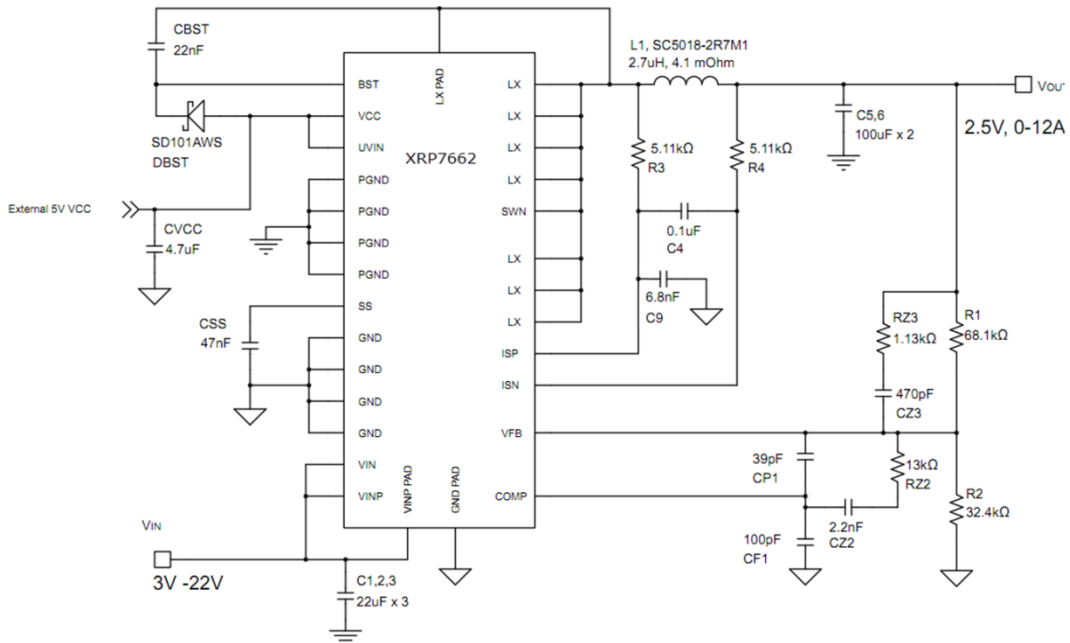 CBST
22nF
SD101AWS
DBST
External 5V VCC
CVCC
4.7uF
CSS
47nF
VIN
3V -22V
C1,2,3
22uF x 3
LX PAD
BST
VCC
UVIN
PGND
PGND
PGND
PGND
SS
GND
GND
GND
GND
VIN
VINP
VINP PAD
GND PAD
XRP7662
LX
LX
LX
LX
SWN
LX
LX
LX
ISP
ISN
VFB
COMP
L1, SC5018-2R7M1
2.7uH, 4.1 mOhm
5.11kΩ
R3
5.11kΩ
R4
0.1uF
C4
6.8nF
C9
C5,6
100uF x 2
VOUT
2.5V, 0-12A
RZ3
1.13kΩ
R1
68.1kΩ
470pF
CZ3
39pF
CP1
13kΩ
RZ2
2.2nF
CZ2
100pF
CF1
R2
32.4kΩ